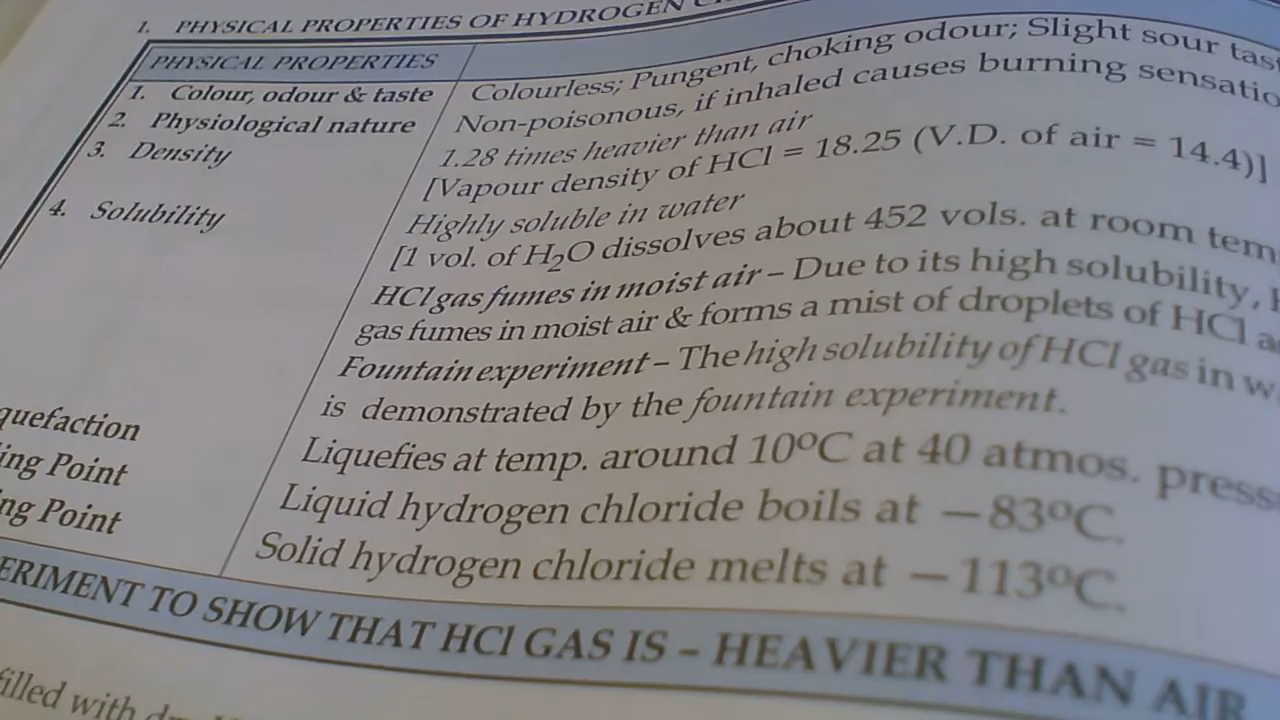 1. PHYSICAL PROPERTIES OF HYDROGEN
PHYSICAL PROPERTIES
1. Colour, odour & taste Colourless; Pungent, choking odour; Slight sour
2. Physiological nature Non-poisonous, if inhaled causes burning
3. Density 1.28 times heavier than air
[Vapour density of HCl = 18.25 (V.D. of air = 14.4)]
4. Solubility Highly soluble in water
[1 vol. of H₂O dissolves about 452 vols. at room
HCl gas fumes in moist air – Due to its high solubility,
gas fumes in moist air & forms a mist of droplets of HCl
Fountain experiment – The high solubility of HCl gas in
is demonstrated by the fountain experiment.
quefaction Liquefies at temp. around 10ºC at 40 atmos. press
ing Point Liquid hydrogen chloride boils at –83ºC.
ng Point Solid hydrogen chloride melts at –113ºC.
ERIMENT TO SHOW THAT HCl GAS IS – HEAVIER THAN AIR
filled with